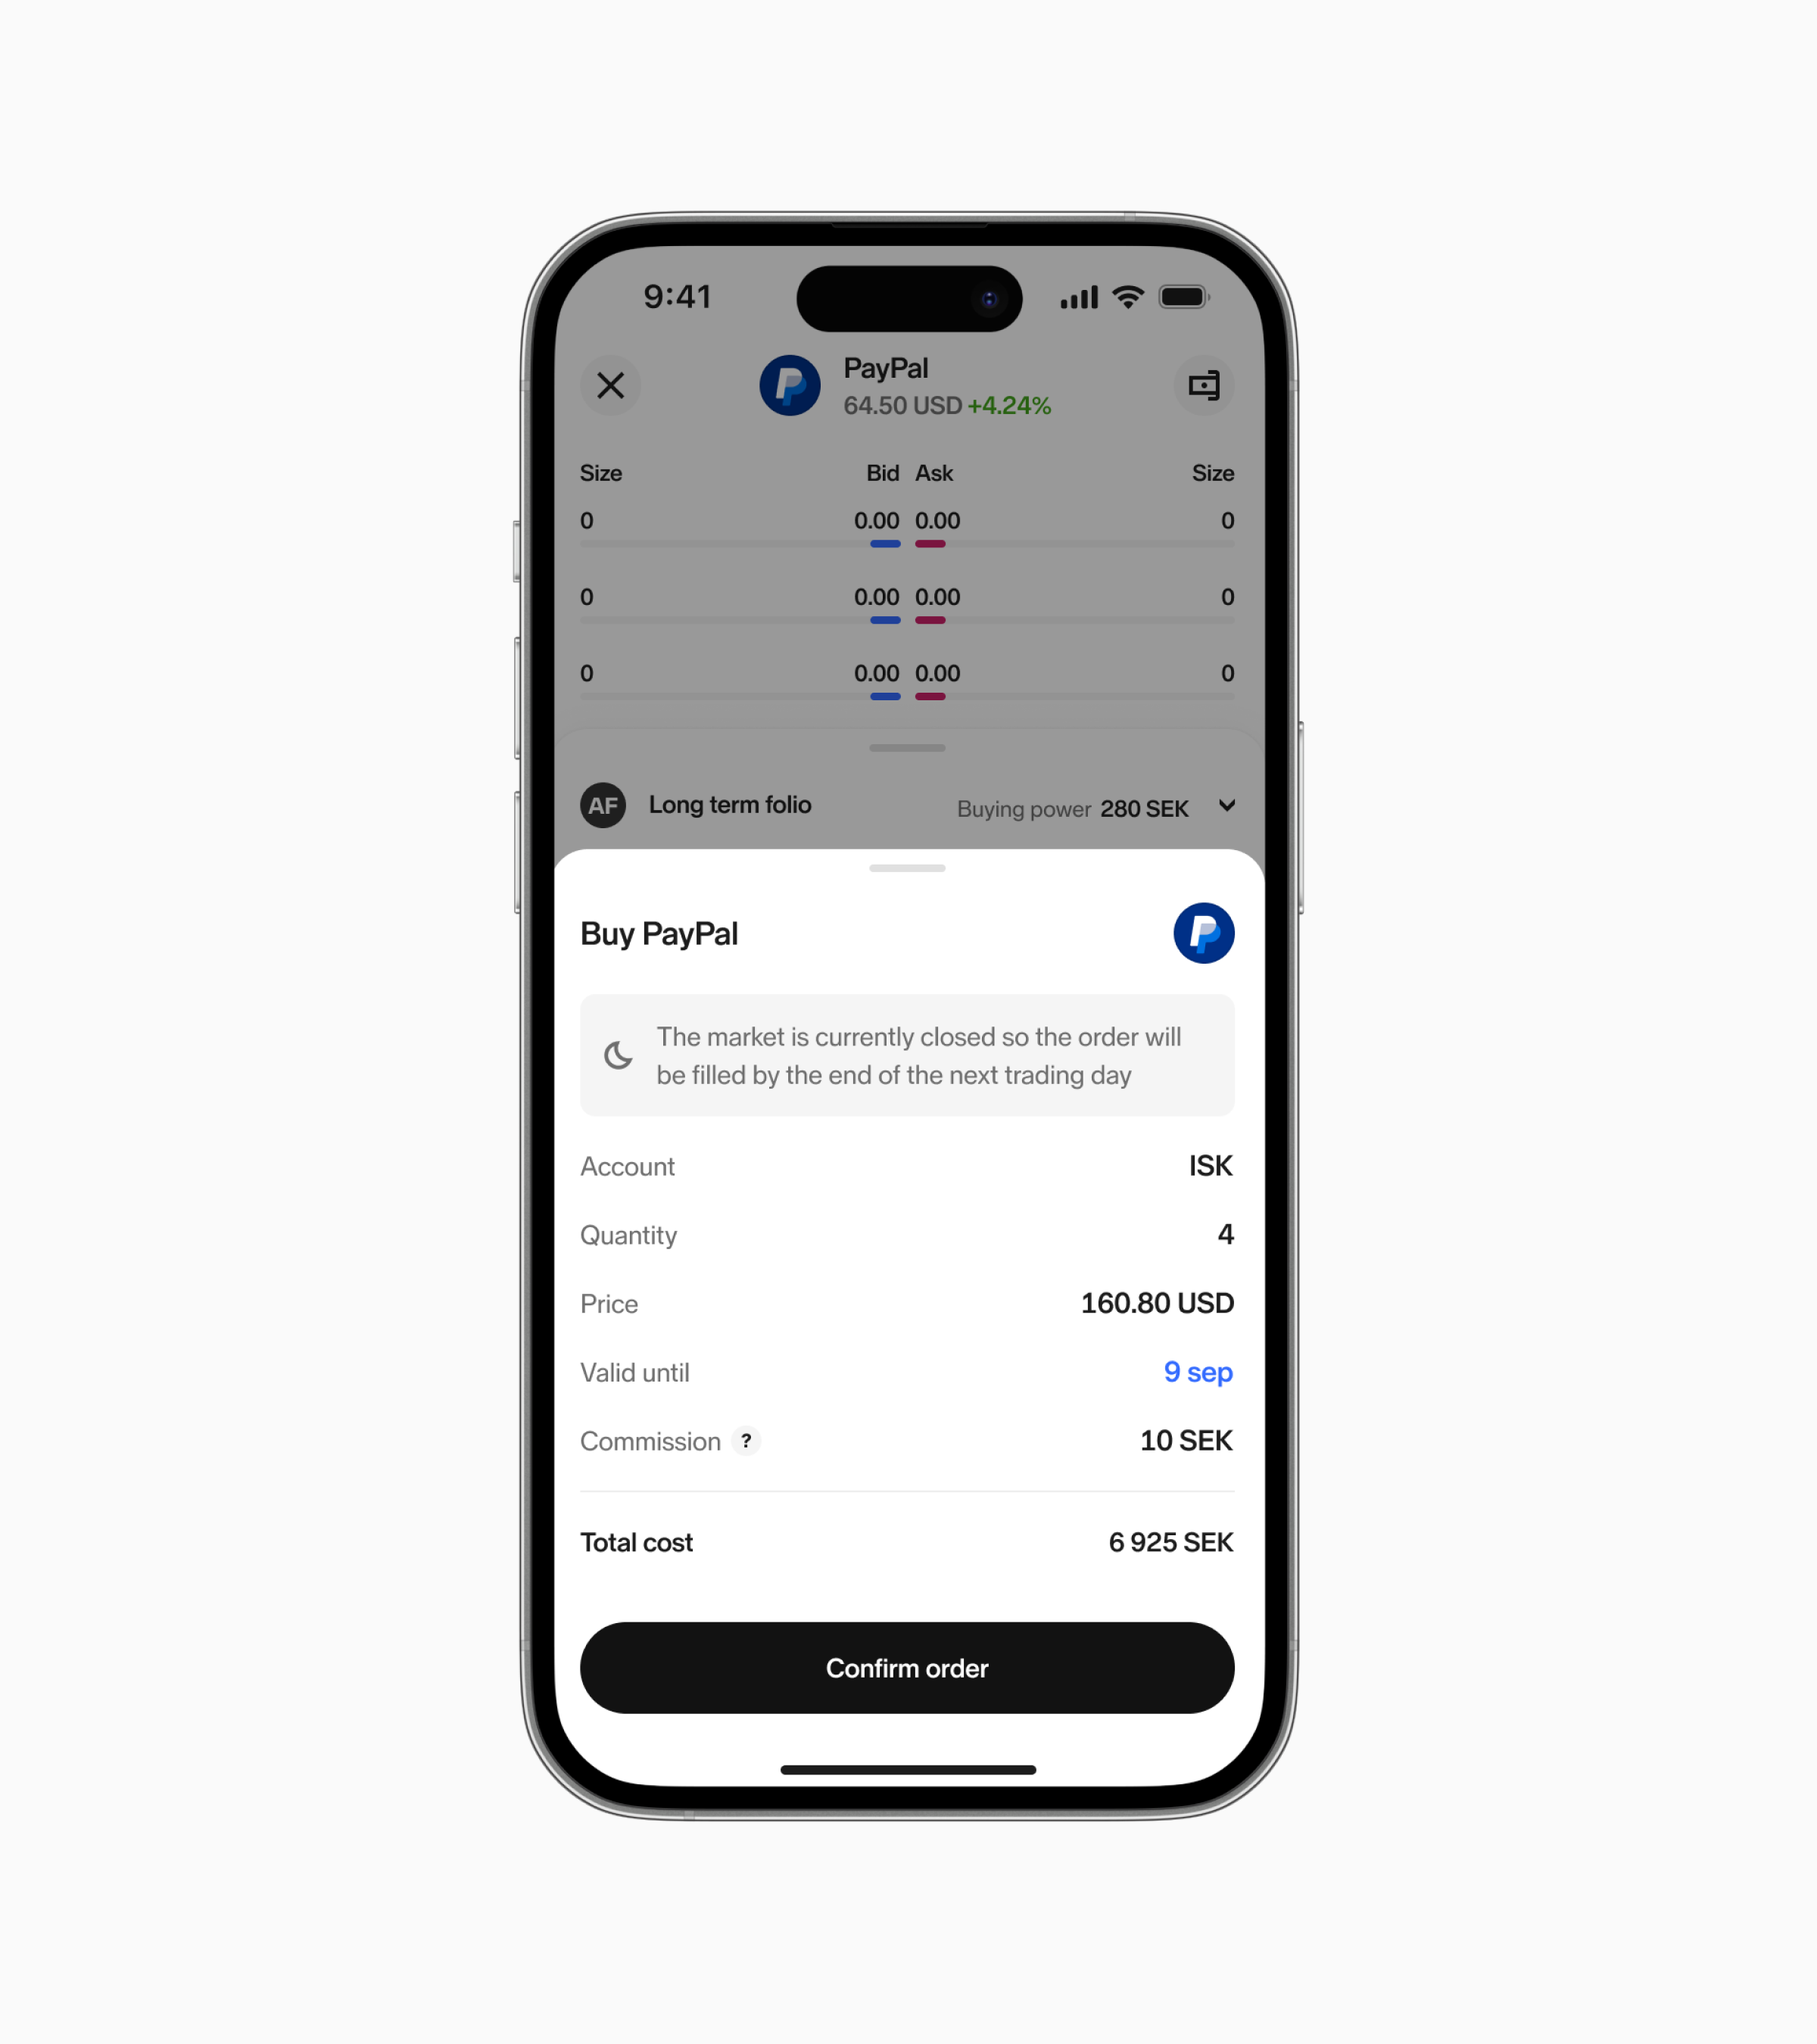 9:41
PayPal
64.50 USD +4.24%
Size Bid Ask Size
0 0.00 0.00 0
0 0.00 0.00 0
0 0.00 0.00 0
AF Long term folio Buying power 280 SEK
Buy PayPal
The market is currently closed so the order will
be filled by the end of the next trading day
Account ISK
Quantity 4
Price 160.80 USD
Valid until 9 sep
Commission ? 10 SEK
Total cost 6 925 SEK
Confirm order